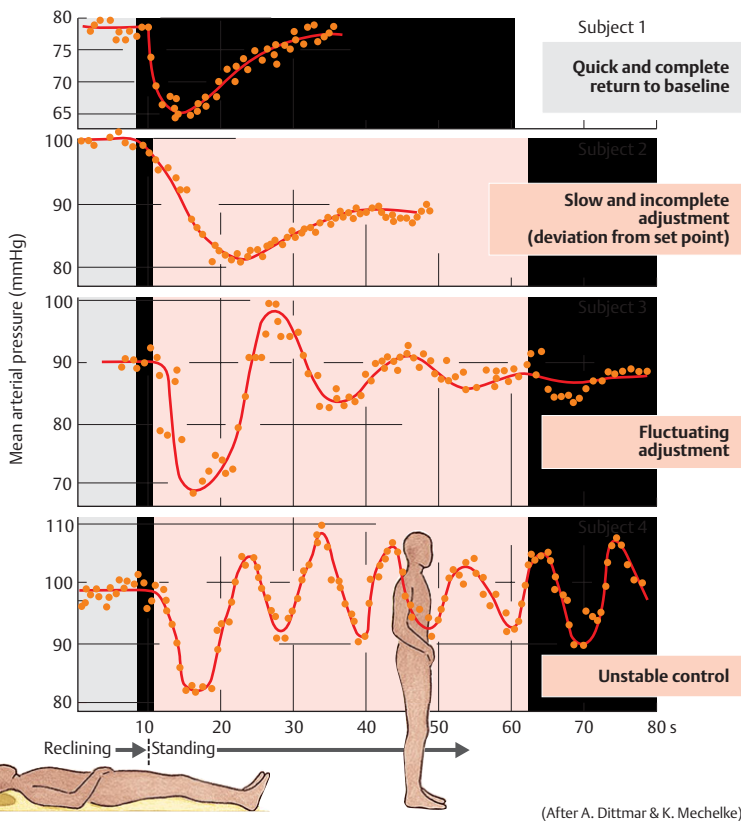 Mean arterial pressure (mmHg)
80
75
70
65
Subject 1
Quick and complete
return to baseline
100
90
80
Subject 2
Slow and incomplete
adjustment
(deviation from set point)
100
90
80
70
Subject 3
Fluctuating
adjustment
110
100
90
80
Subject 4
Unstable control
10 20 30 40 50 60 70 80 s
Reclining Standing
(After A. Dittmar & K. Mechelke)